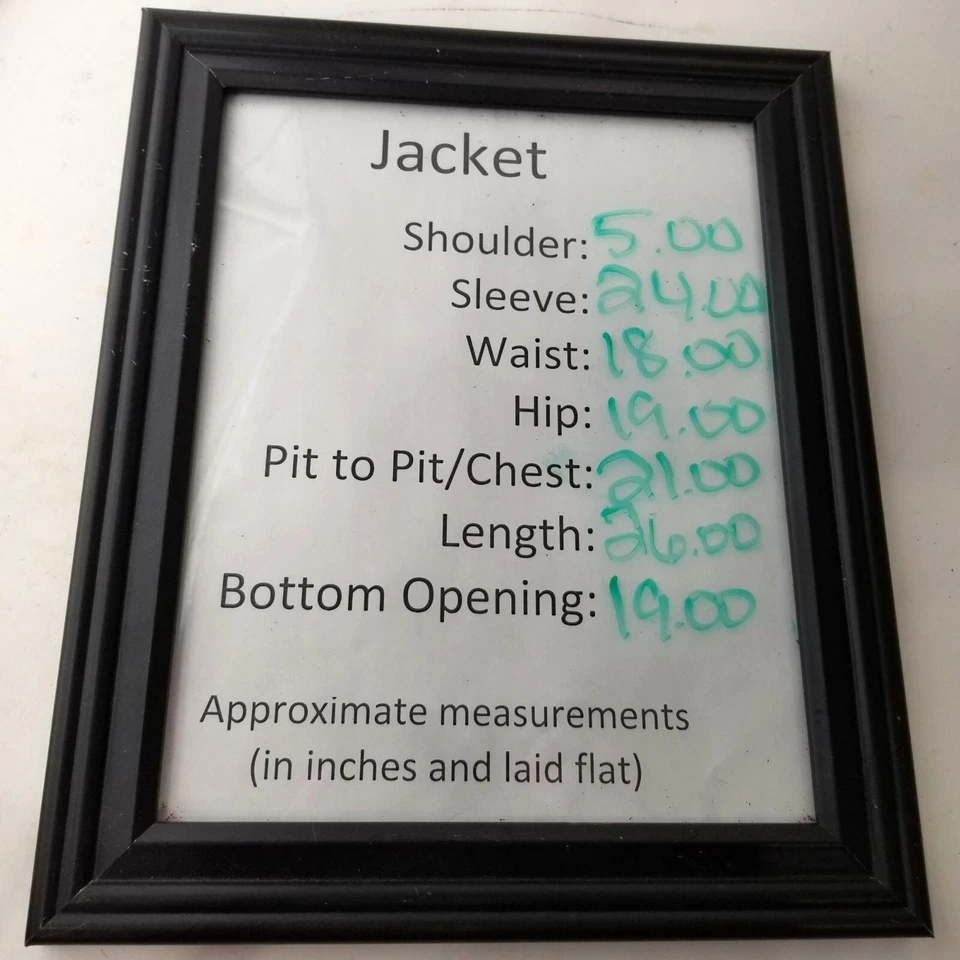 Jacket
Shoulder: 5.00
Sleeve: 24.00
Waist: 18.00
Hip: 19.00
Pit to Pit/Chest: 21.00
Length: 26.00
Bottom Opening: 19.00
Approximate measurements
(in inches and laid flat)